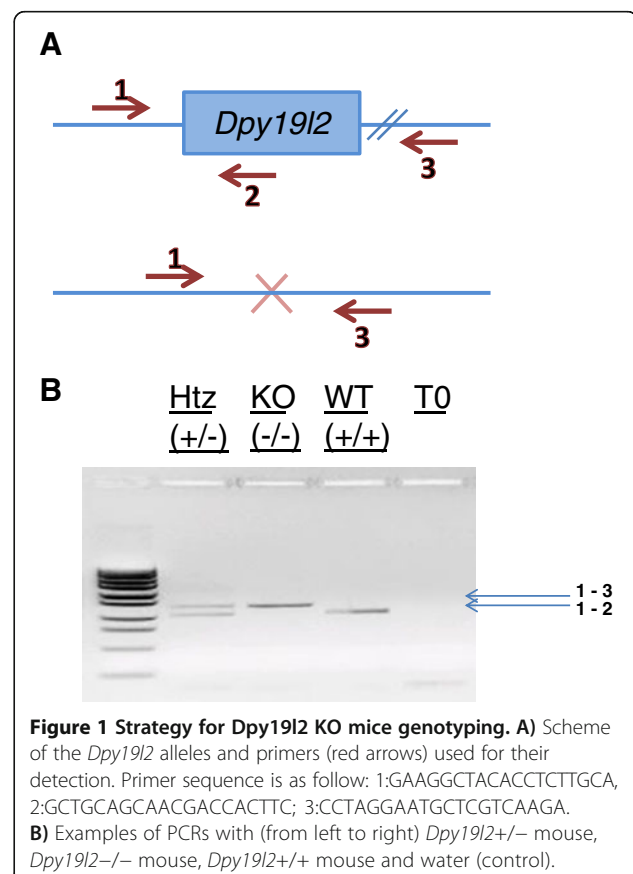 A
1
Dpy19l2
2
3
1
3
B
Htz KO WT T0
(+/-) (-/-) (+/+)
1 - 3
1 - 2
Figure 1 Strategy for Dpy19l2 KO mice genotyping. A) Scheme
of the Dpy19l2 alleles and primers (red arrows) used for their
detection. Primer sequence is as follow: 1:GAAGGCTACACCTCTTGCA,
2:GCTGCAGCAACGACCACTTC; 3:CCTAGGAATGCTCGTCAAGA.
B) Examples of PCRs with (from left to right) Dpy19l2+/− mouse,
Dpy19l2−/− mouse, Dpy19l2+/+ mouse and water (control).